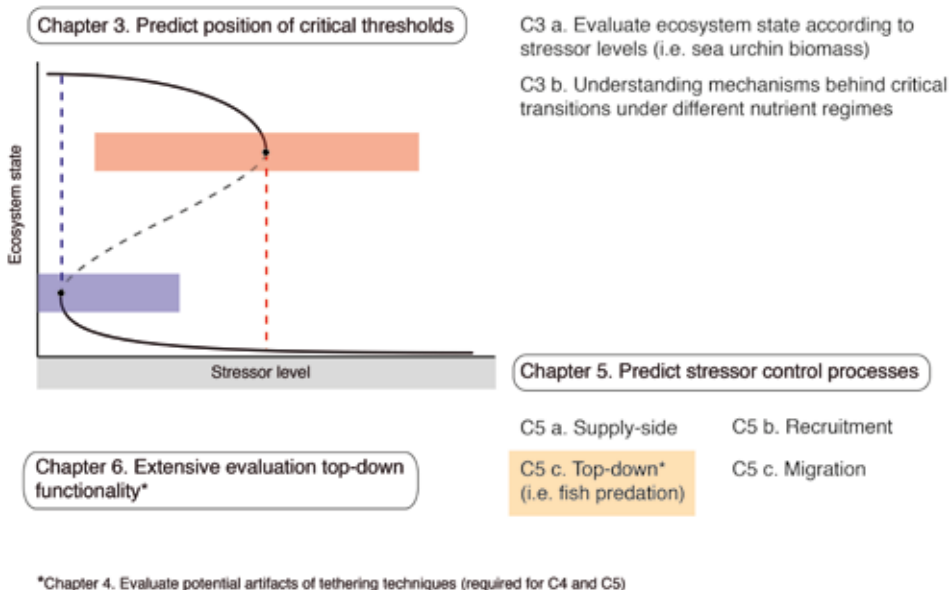 Chapter 3. Predict position of critical thresholds
C3 a. Evaluate ecosystem state according to
stressor levels (i.e. sea urchin biomass)
C3 b. Understanding mechanisms behind critical
transitions under different nutrient regimes
Ecosystem state
Stressor level
Chapter 5. Predict stressor control processes
C5 a. Supply-side
C5 b. Recruitment
C5 c. Top-down*
(i.e. fish predation)
C5 c. Migration
Chapter 6. Extensive evaluation top-down
functionality*
*Chapter 4. Evaluate potential artifacts of tethering techniques (required for C4 and C5)